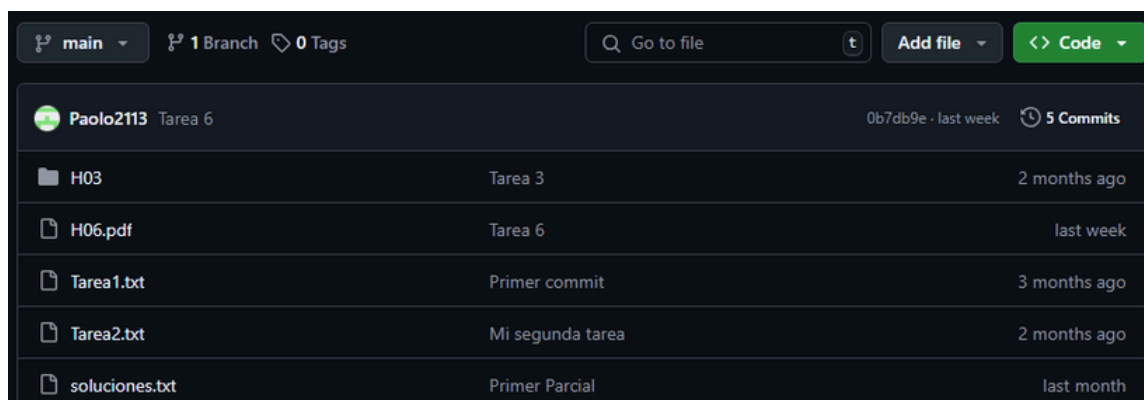 main 1 Branch 0 Tags Go to file t Add file <> Code
Paolo2113 Tarea 6 0b7db9e · last week 5 Commits
H03 Tarea 3 2 months ago
H06.pdf Tarea 6 last week
Tarea1.txt Primer commit 3 months ago
Tarea2.txt Mi segunda tarea 2 months ago
soluciones.txt Primer Parcial last month